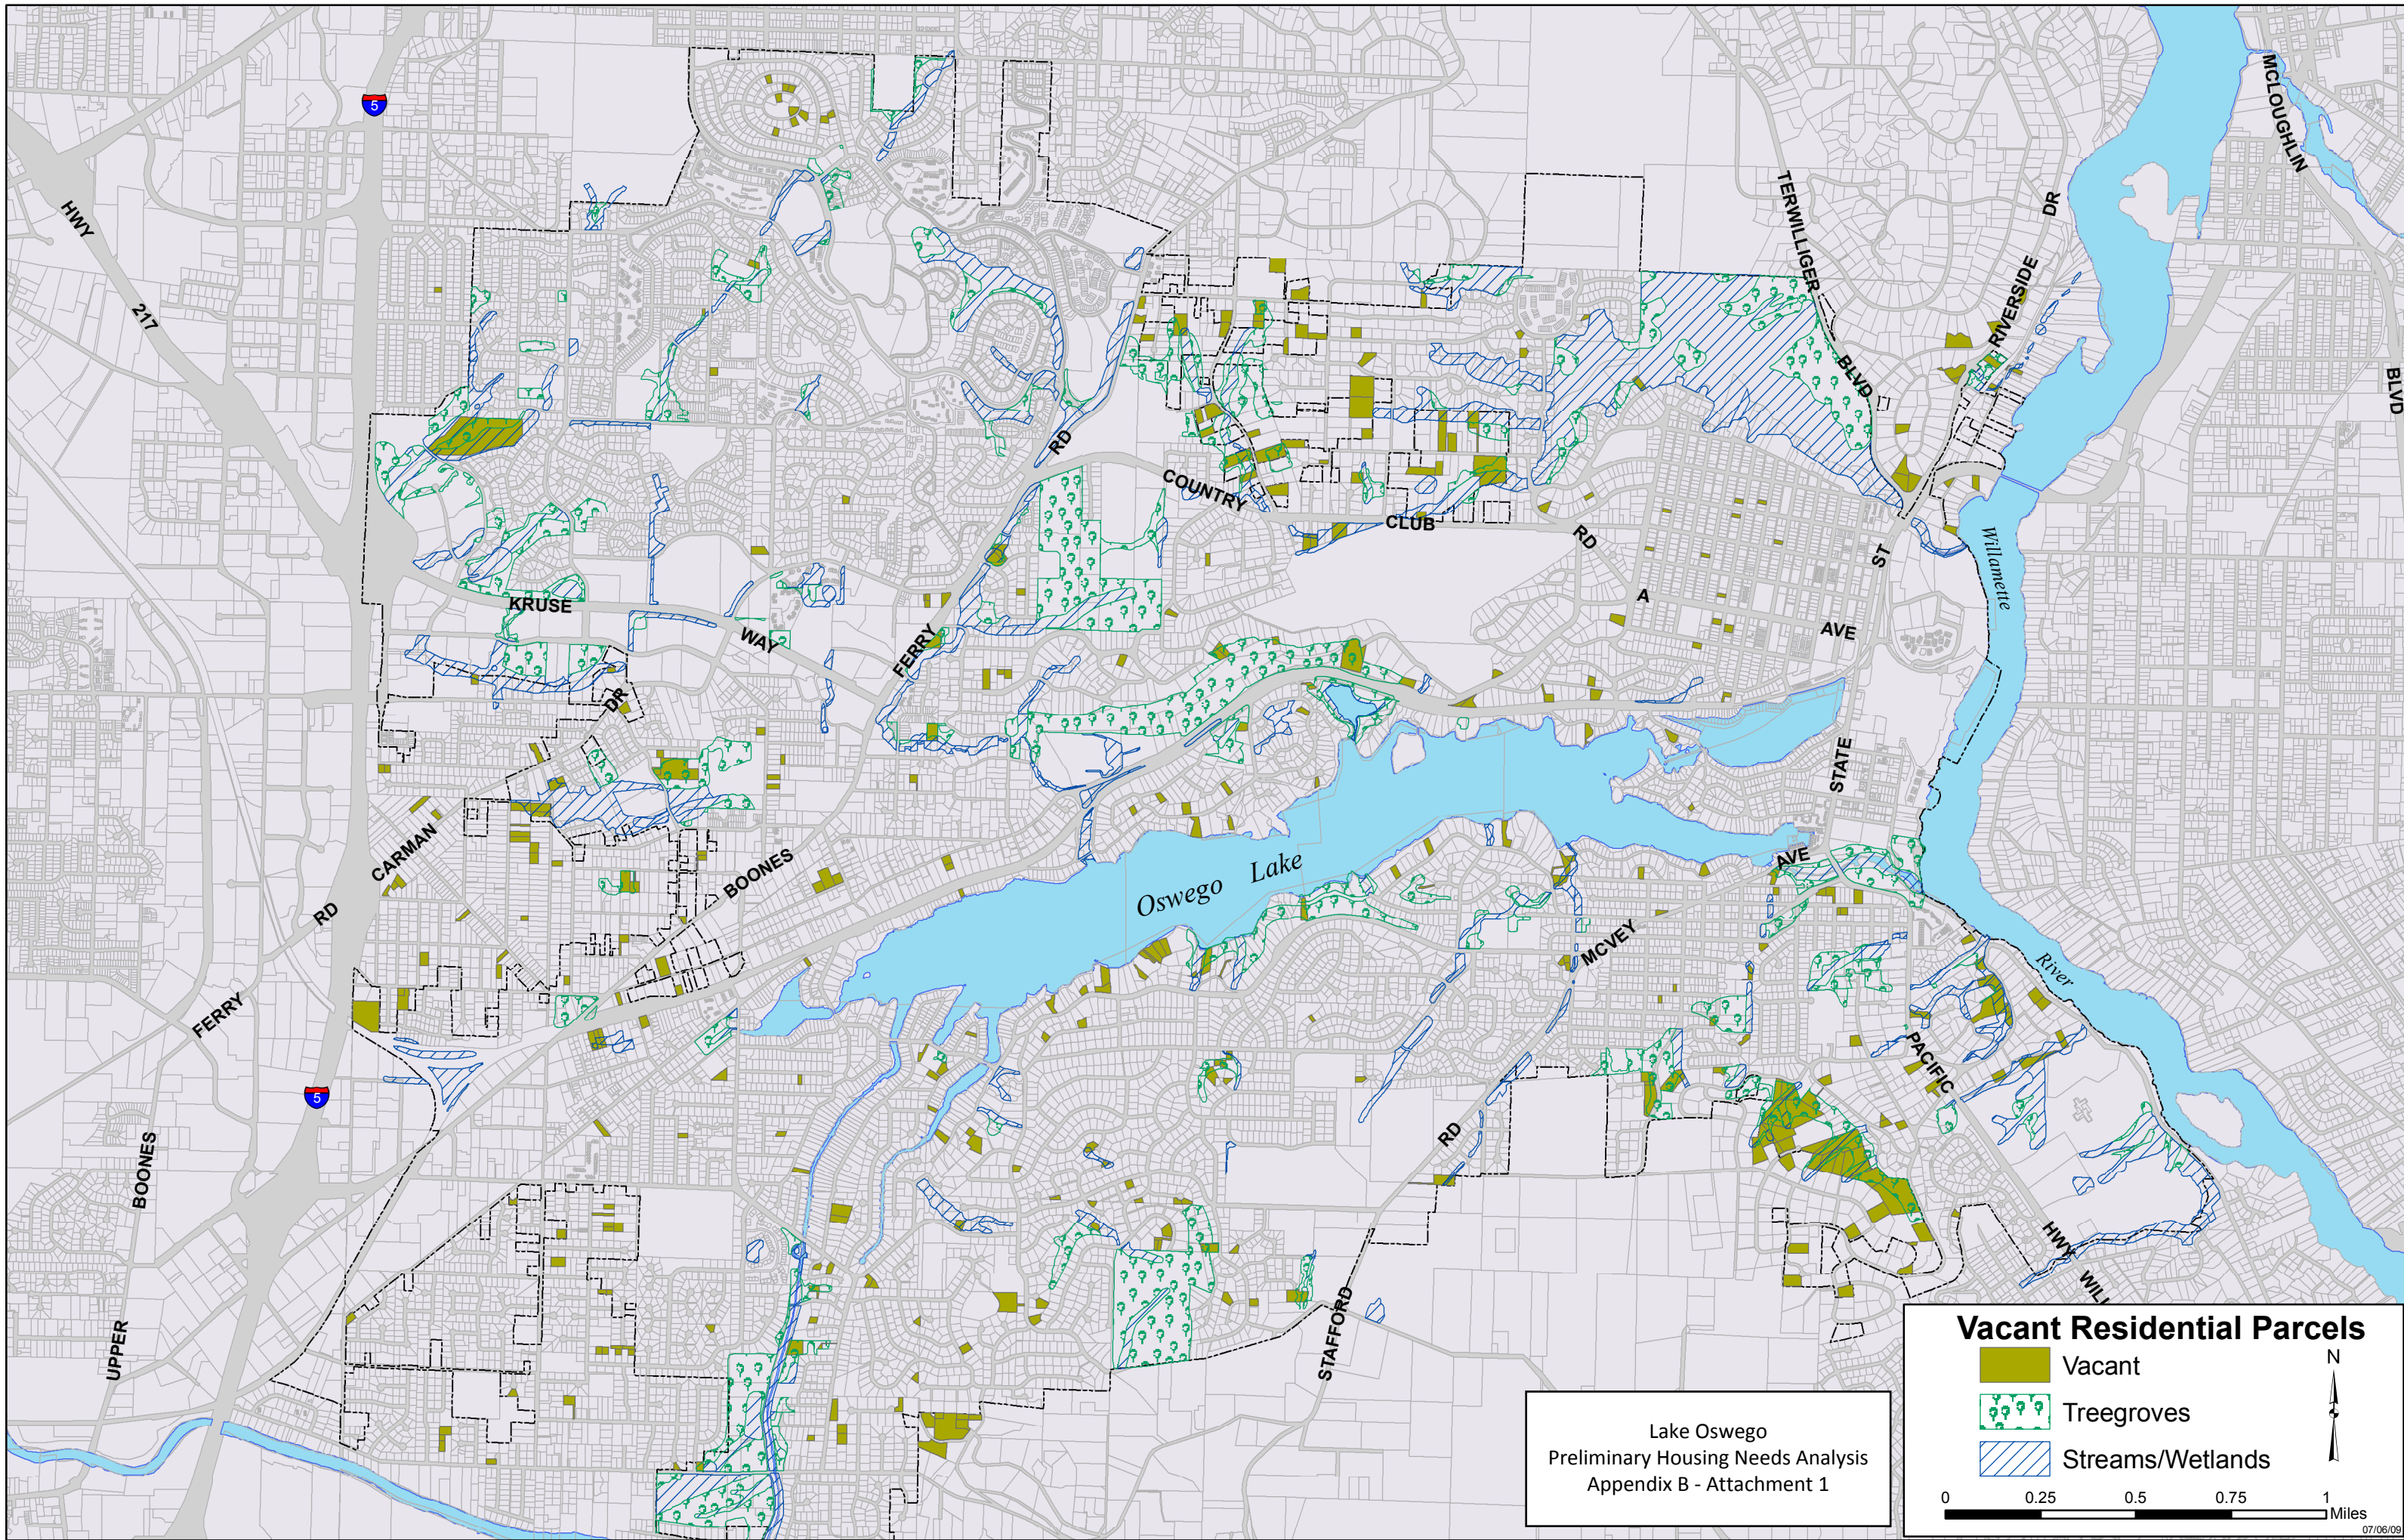 5
MCLOUGHLIN
BLVD
HWY
217
TERWILLIGER
BLVD
RIVERSIDE
DR
RD
COUNTRY
CLUB
RD
Willamette
ST
KRUSE
WAY
A
AVE
FERRY
DR
STATE
CARMAN
BOONES
Oswego Lake
AVE
RD
MCVEY
River
FERRY
PACIFIC
5
RD
BOONES
HWY
STAFFORD
UPPER
Vacant Residential Parcels
Vacant
Treegroves
Streams/Wetlands
N
0 0.25 0.5 0.75 1
Miles
07/06/09
Lake Oswego
Preliminary Housing Needs Analysis
Appendix B - Attachment 1